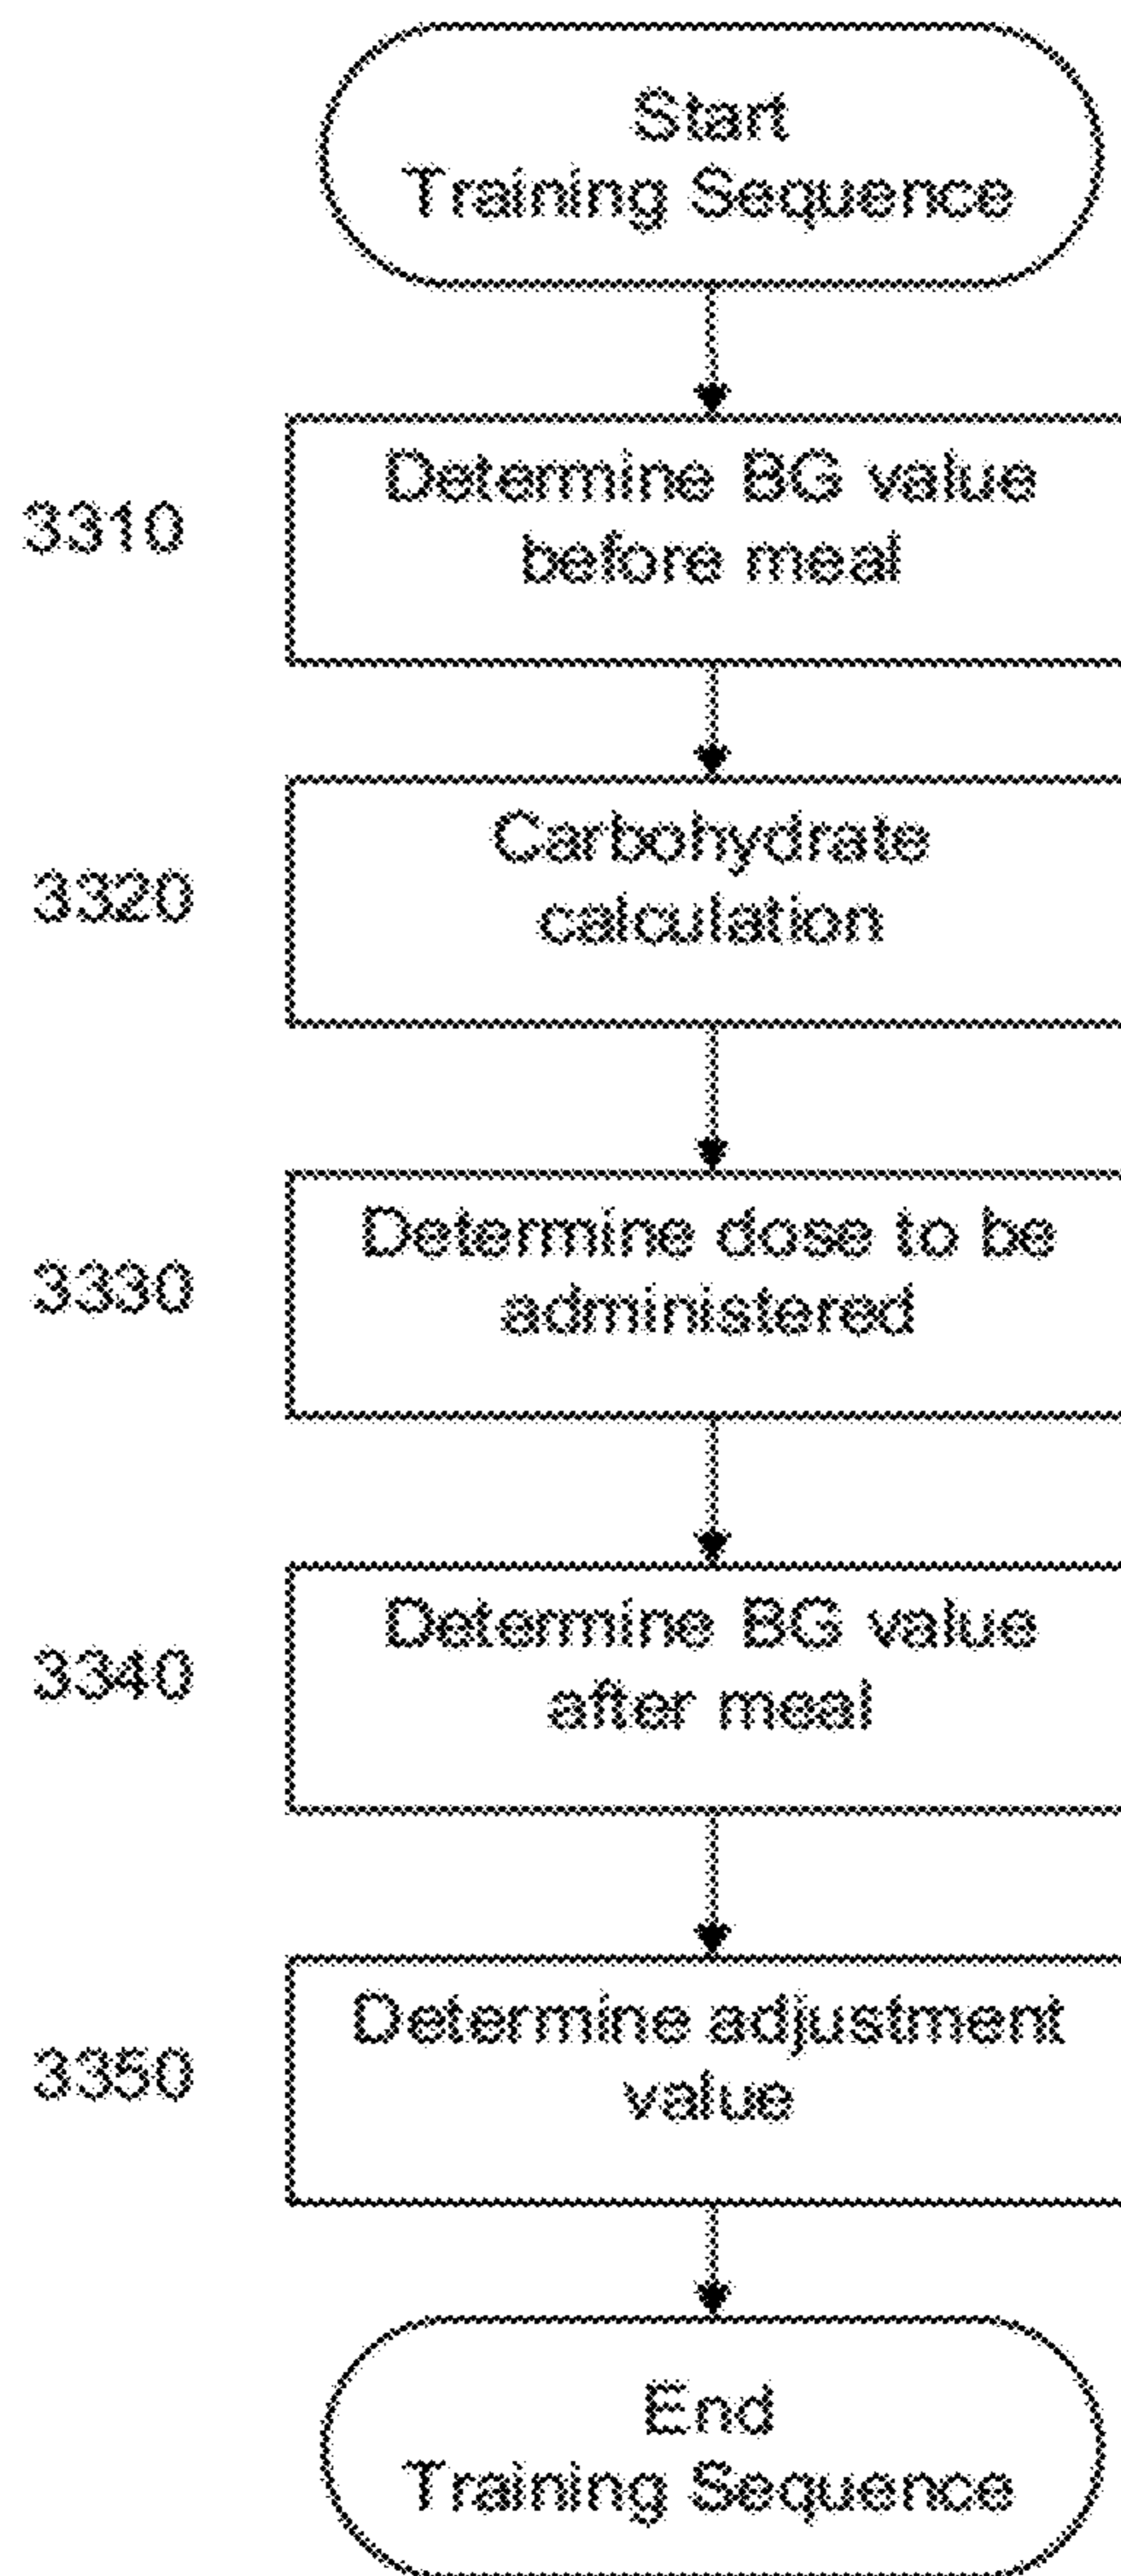 Start
Training Sequence
3310
Determine BG value
before meal
3320
Carbohydrate
calculation
3330
Determine dose to be
administered
3340
Determine BG value
after meal
3350
Determine adjustment
value
End
Training Sequence